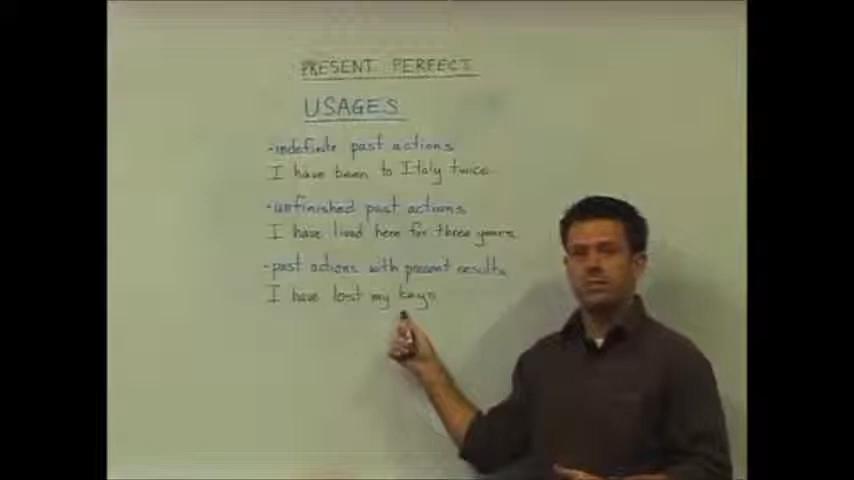 PRESENT PERFECT
USAGES
-indefinite past actions
I have been to Italy twice.
-unfinished past actions
I have lived here for three years.
-past actions with present results
I have lost my keys